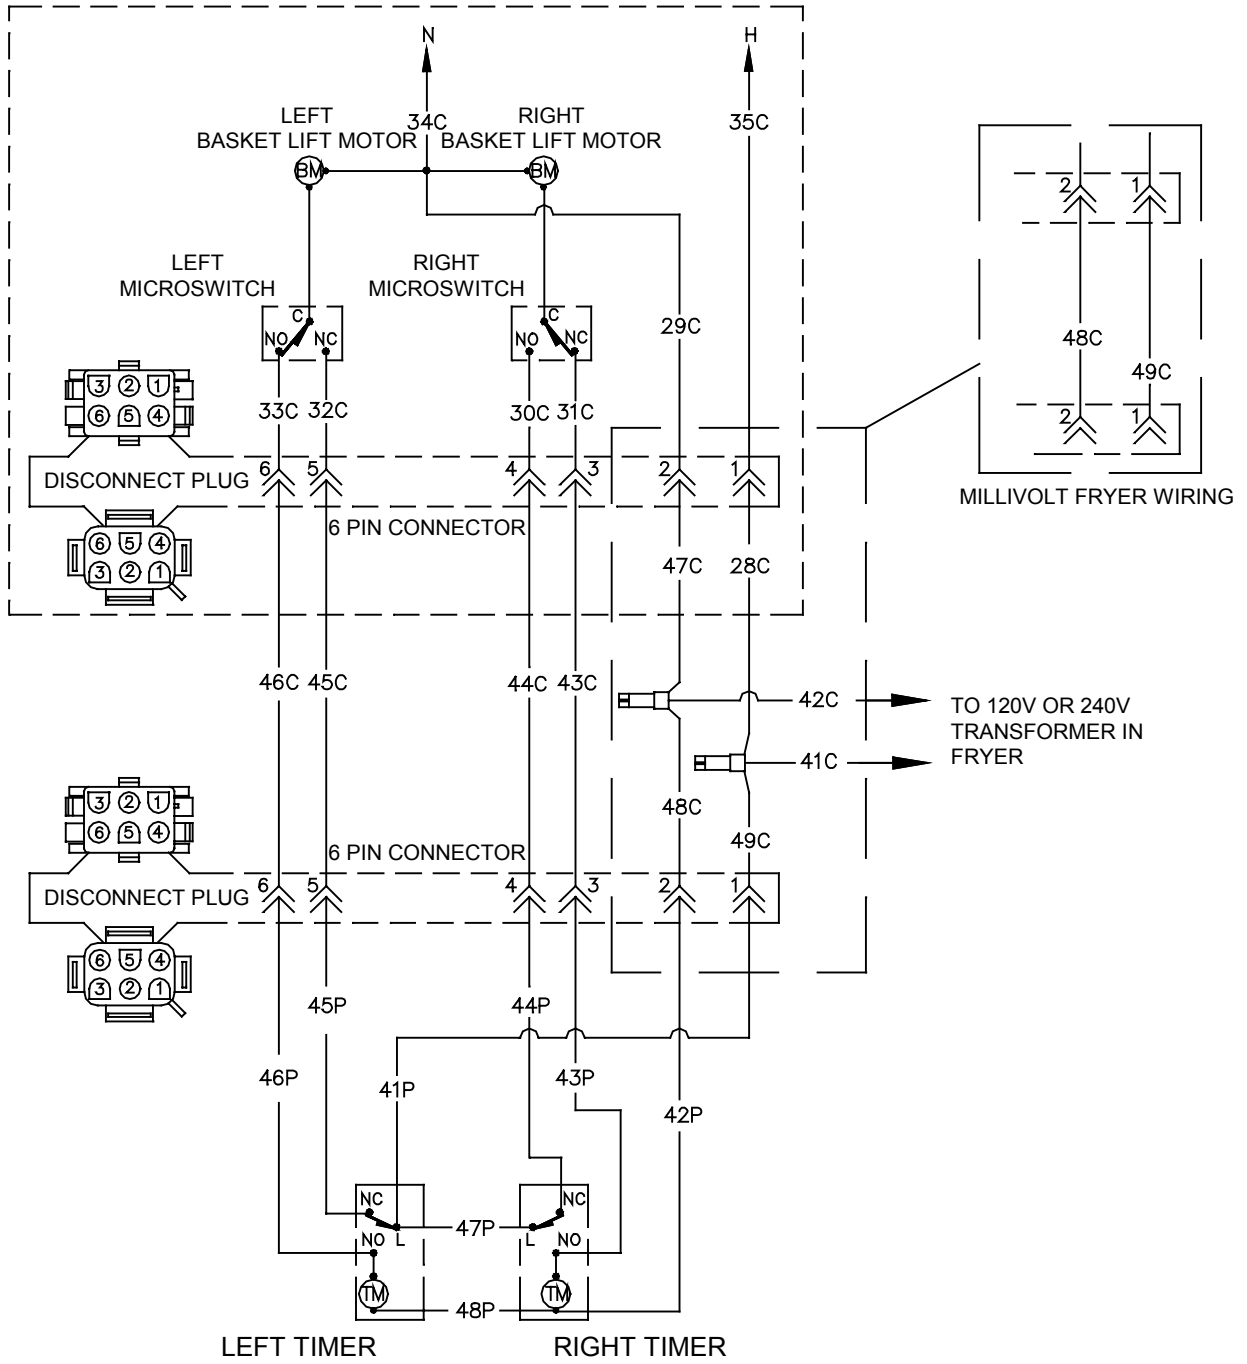 N
H
LEFT
BASKET LIFT MOTOR
34C
RIGHT
BASKET LIFT MOTOR
35C
BM
BM
2
1
LEFT
MICROSWITCH
RIGHT
MICROSWITCH
C
NO
NC
C
NO
NC
29C
48C
49C
3 2 1
6 5 4
33C
32C
30C
31C
2
1
DISCONNECT PLUG
6
5
4
3
2
1
MILLIVOLT FRYER WIRING
6 PIN CONNECTOR
6 5 4
3 2 1
47C
28C
46C
45C
44C
43C
42C
TO 120V OR 240V
TRANSFORMER IN
FRYER
41C
3 2 1
6 5 4
48C
49C
6 PIN CONNECTOR
DISCONNECT PLUG
6
5
4
3
2
1
6 5 4
3 2 1
45P
44P
46P
41P
43P
42P
NC
NO
L
47P
NC
L
NO
TM
TM
48P
LEFT TIMER
RIGHT TIMER